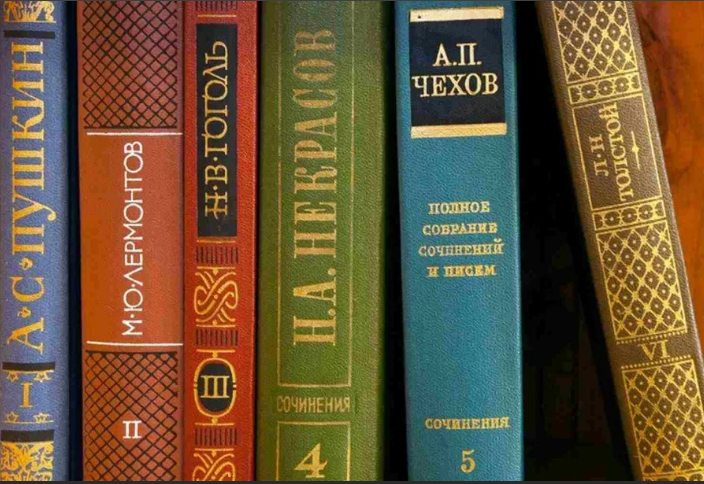 А·С·ПУШКИН
I
М·Ю·ЛЕРМОНТОВ
II
Н·В·ГОГОЛЬ
III
Н.А. НЕКРАСОВ
СОЧИНЕНИЯ
4
А.П.
ЧЕХОВ
ПОЛНОЕ
СОБРАНИЕ
СОЧИНЕНИЙ
И ПИСЕМ
СОЧИНЕНИЯ
5
Л·Н
ТОЛСТОЙ
VI